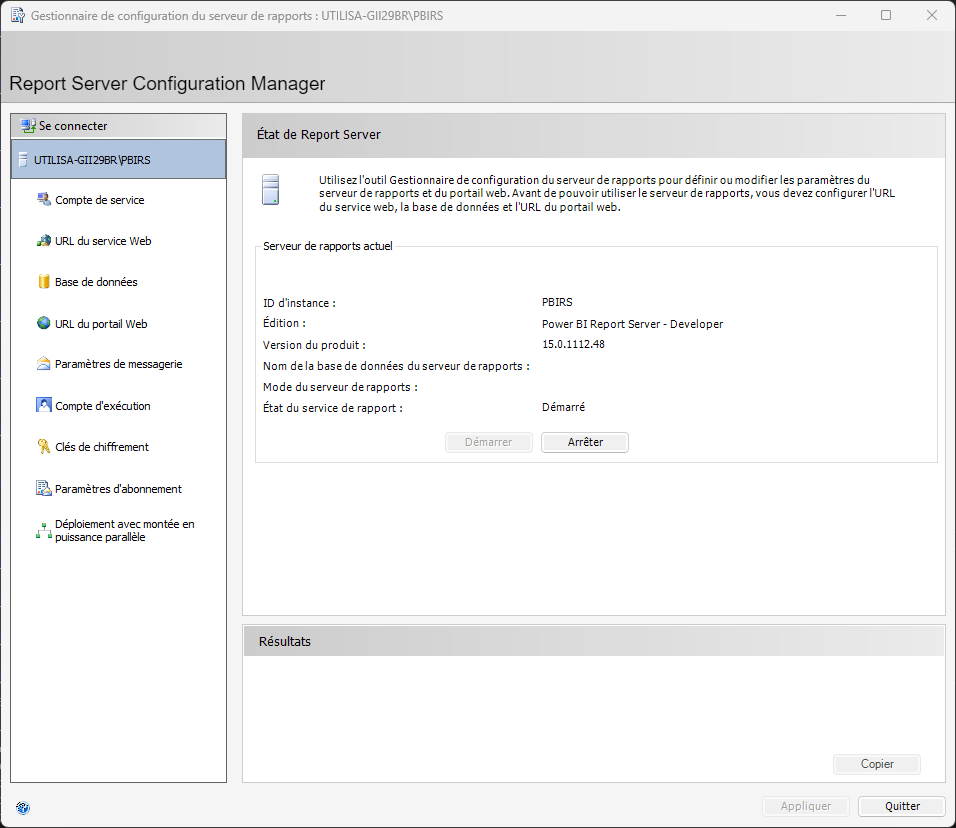 Gestionnaire de configuration du serveur de rapports : UTILISA-GII29BR\PBIRS
Report Server Configuration Manager
Se connecter
UTILISA-GII29BR\PBIRS
Compte de service
URL du service Web
Base de données
URL du portail Web
Paramètres de messagerie
Compte d'exécution
Clés de chiffrement
Paramètres d'abonnement
Déploiement avec montée en
puissance parallèle
État de Report Server
Utilisez l'outil Gestionnaire de configuration du serveur de rapports pour définir ou modifier les paramètres du
serveur de rapports et du portail web. Avant de pouvoir utiliser le serveur de rapports, vous devez configurer l'URL
du service web, la base de données et l'URL du portail web.
Serveur de rapports actuel
ID d'instance : PBIRS
Édition : Power BI Report Server - Developer
Version du produit : 15.0.1112.48
Nom de la base de données du serveur de rapports :
Mode du serveur de rapports :
État du service de rapport : Démarré
Démarrer Arrêter
Résultats
Copier
Appliquer Quitter